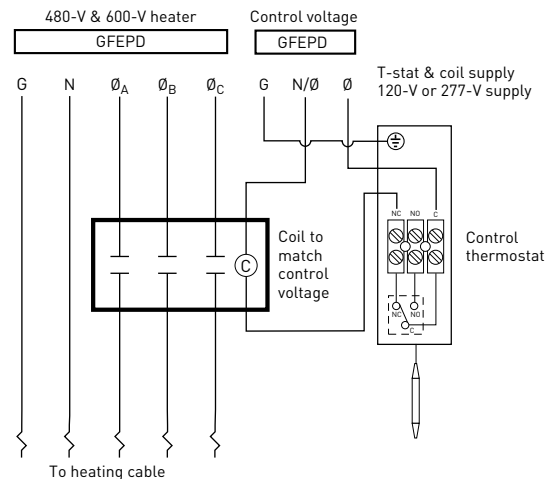 480-V & 600-V heater
Control voltage
GFEPD
GFEPD
G
N
ØA
ØB
ØC
G
N/Ø
Ø
T-stat & coil supply
120-V or 277-V supply
NC
NO
C
C
Coil to
match
control
voltage
Control
thermostat
NC
NO
C
To heating cable